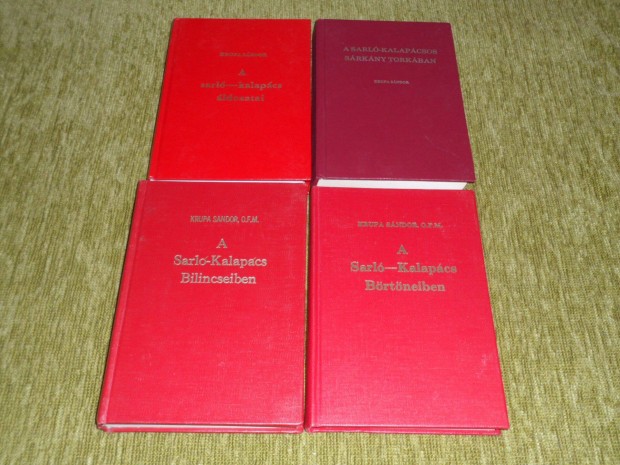 KRUPA SÁNDOR
A
sarló—kalapács
áldozatai
A SARLÓ-KALAPÁCSOS
SÁRKÁNY TORKÁBAN
KRUPA SÁNDOR
KRUPA SÁNDOR, O.F.M.
A
Sarló-Kalapács
Bilincseiben
KRUPA SÁNDOR, O.F.M.
A
Sarló—Kalapács
Börtöneiben